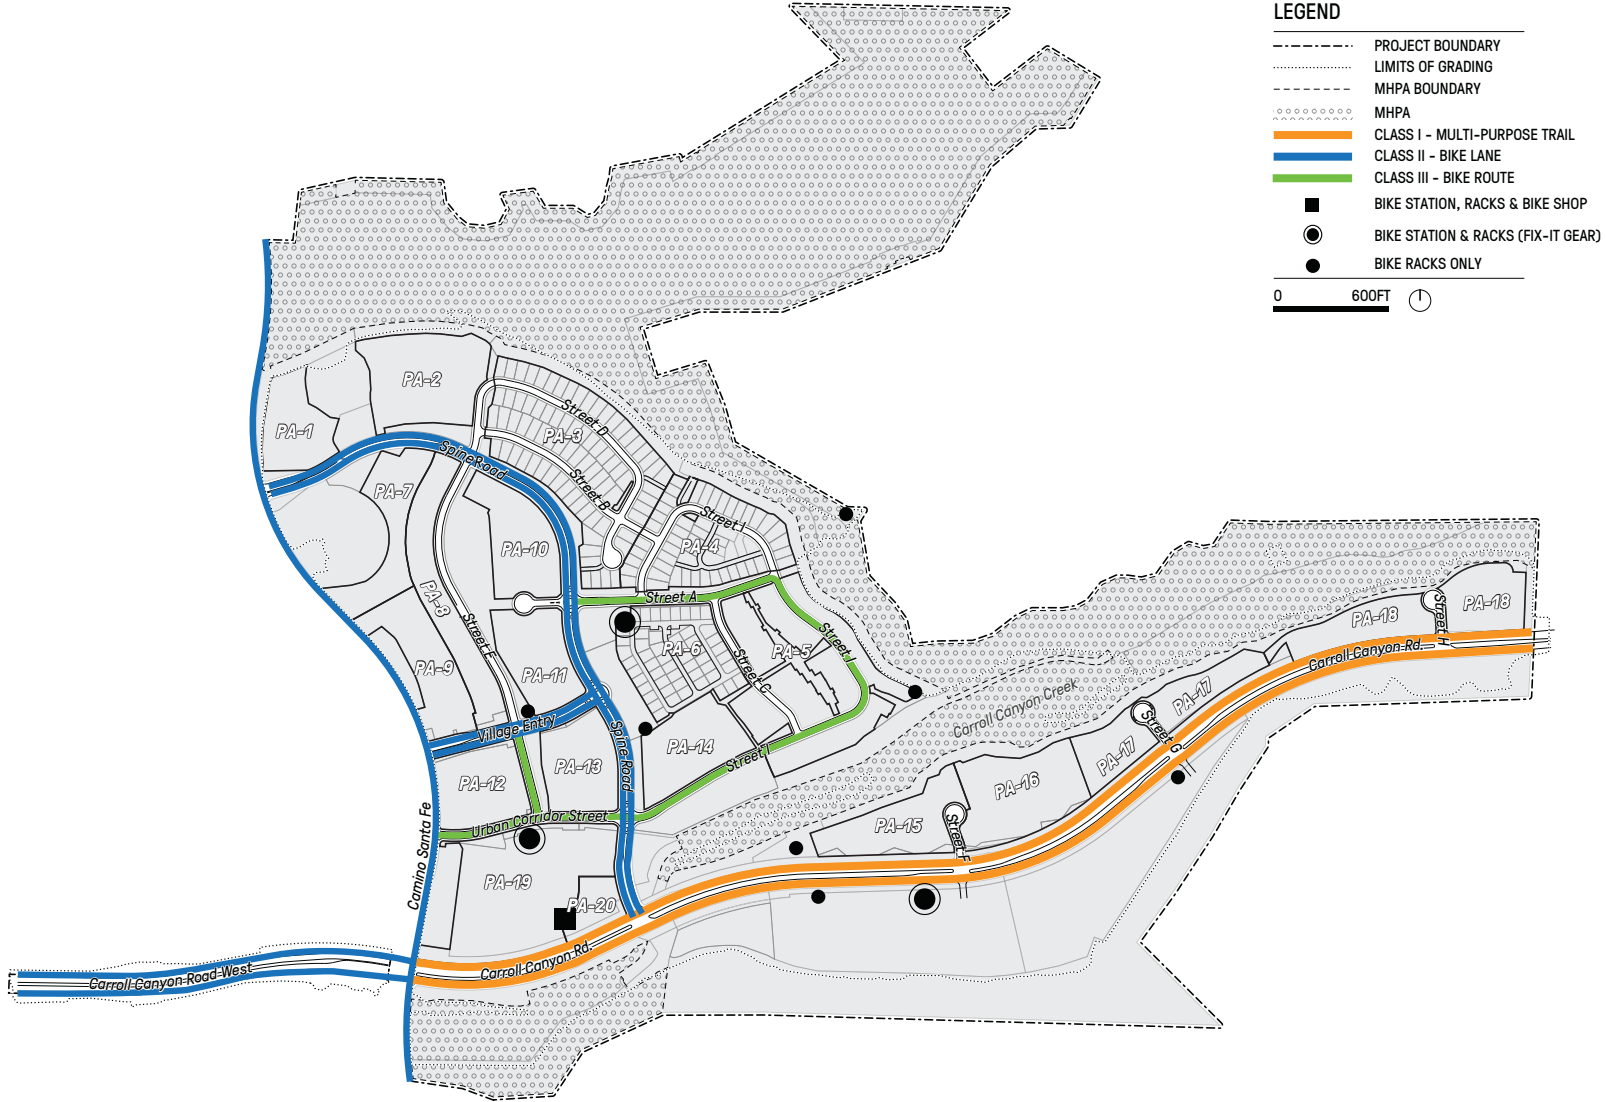 LEGEND
PROJECT BOUNDARY
LIMITS OF GRADING
MHPA BOUNDARY
MHPA
CLASS I - MULTI-PURPOSE TRAIL
CLASS II - BIKE LANE
CLASS III - BIKE ROUTE
BIKE STATION, RACKS & BIKE SHOP
BIKE STATION & RACKS (FIX-IT GEAR)
BIKE RACKS ONLY
0 600FT
PA-2
PA-1
Street D
PA-3
Spine Road
Street B
PA-7
Street J
PA-4
PA-10
PA-8
Street A
Street E
Street I
PA-6
PA-5
PA-9
PA-11
Street C
PA-18
Street H
PA-18
Carroll Canyon Rd.
Carroll Canyon Creek
PA-17
Street G
PA-17
Village Entry
Spine Road
PA-14
Street I
PA-12
PA-13
PA-16
Urban Corridor Street
PA-15
Street F
Camino Santa Fe
PA-19
PA-20
Carroll Canyon Rd.
Carroll Canyon Road West